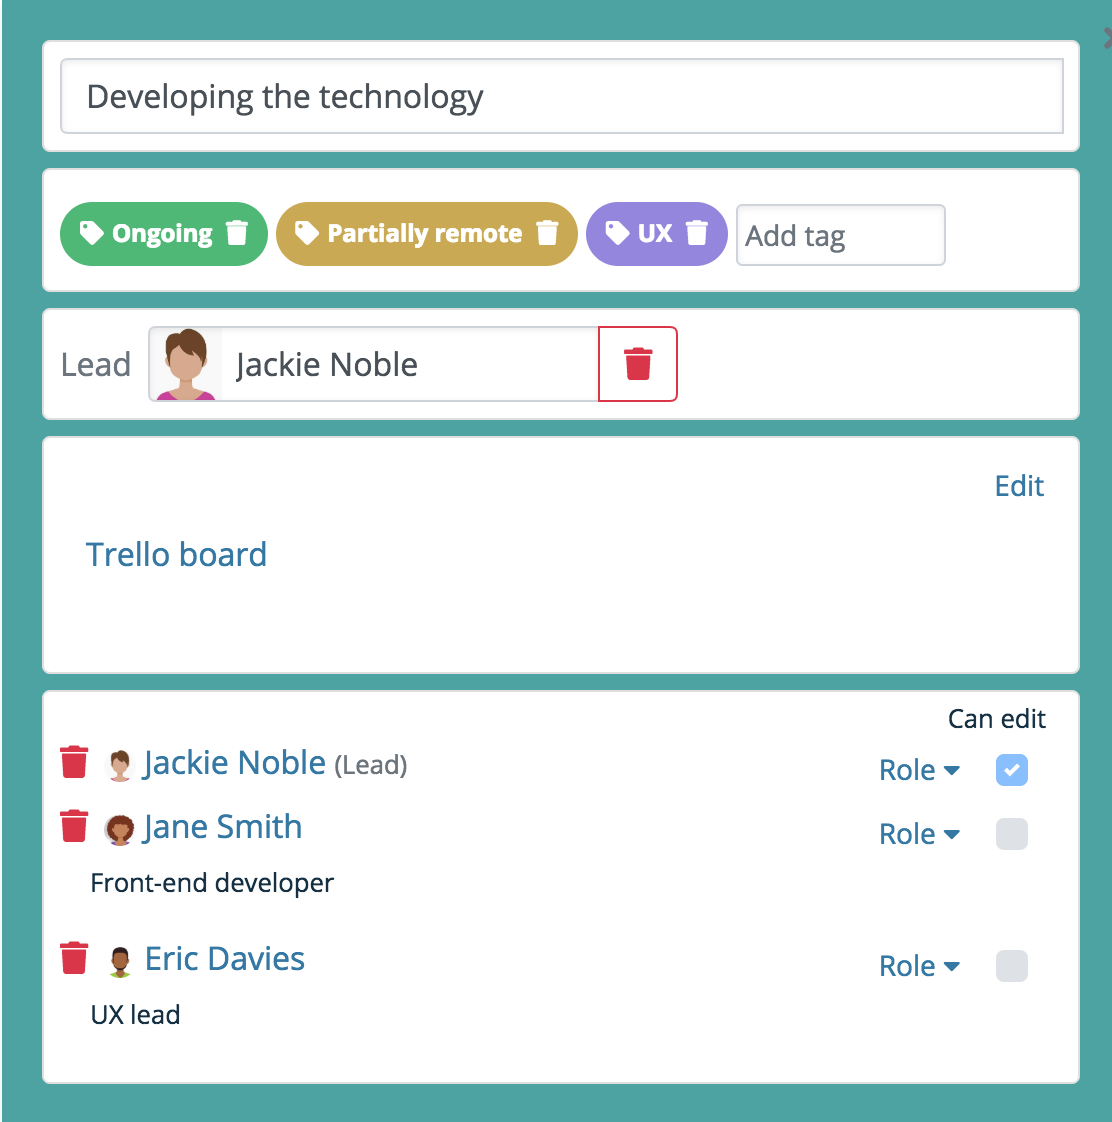 Developing the technology
Ongoing Partially remote UX Add tag
Lead Jackie Noble
Edit
Trello board
Can edit
Jackie Noble (Lead) Role
Jane Smith Role
Front-end developer
Eric Davies Role
UX lead